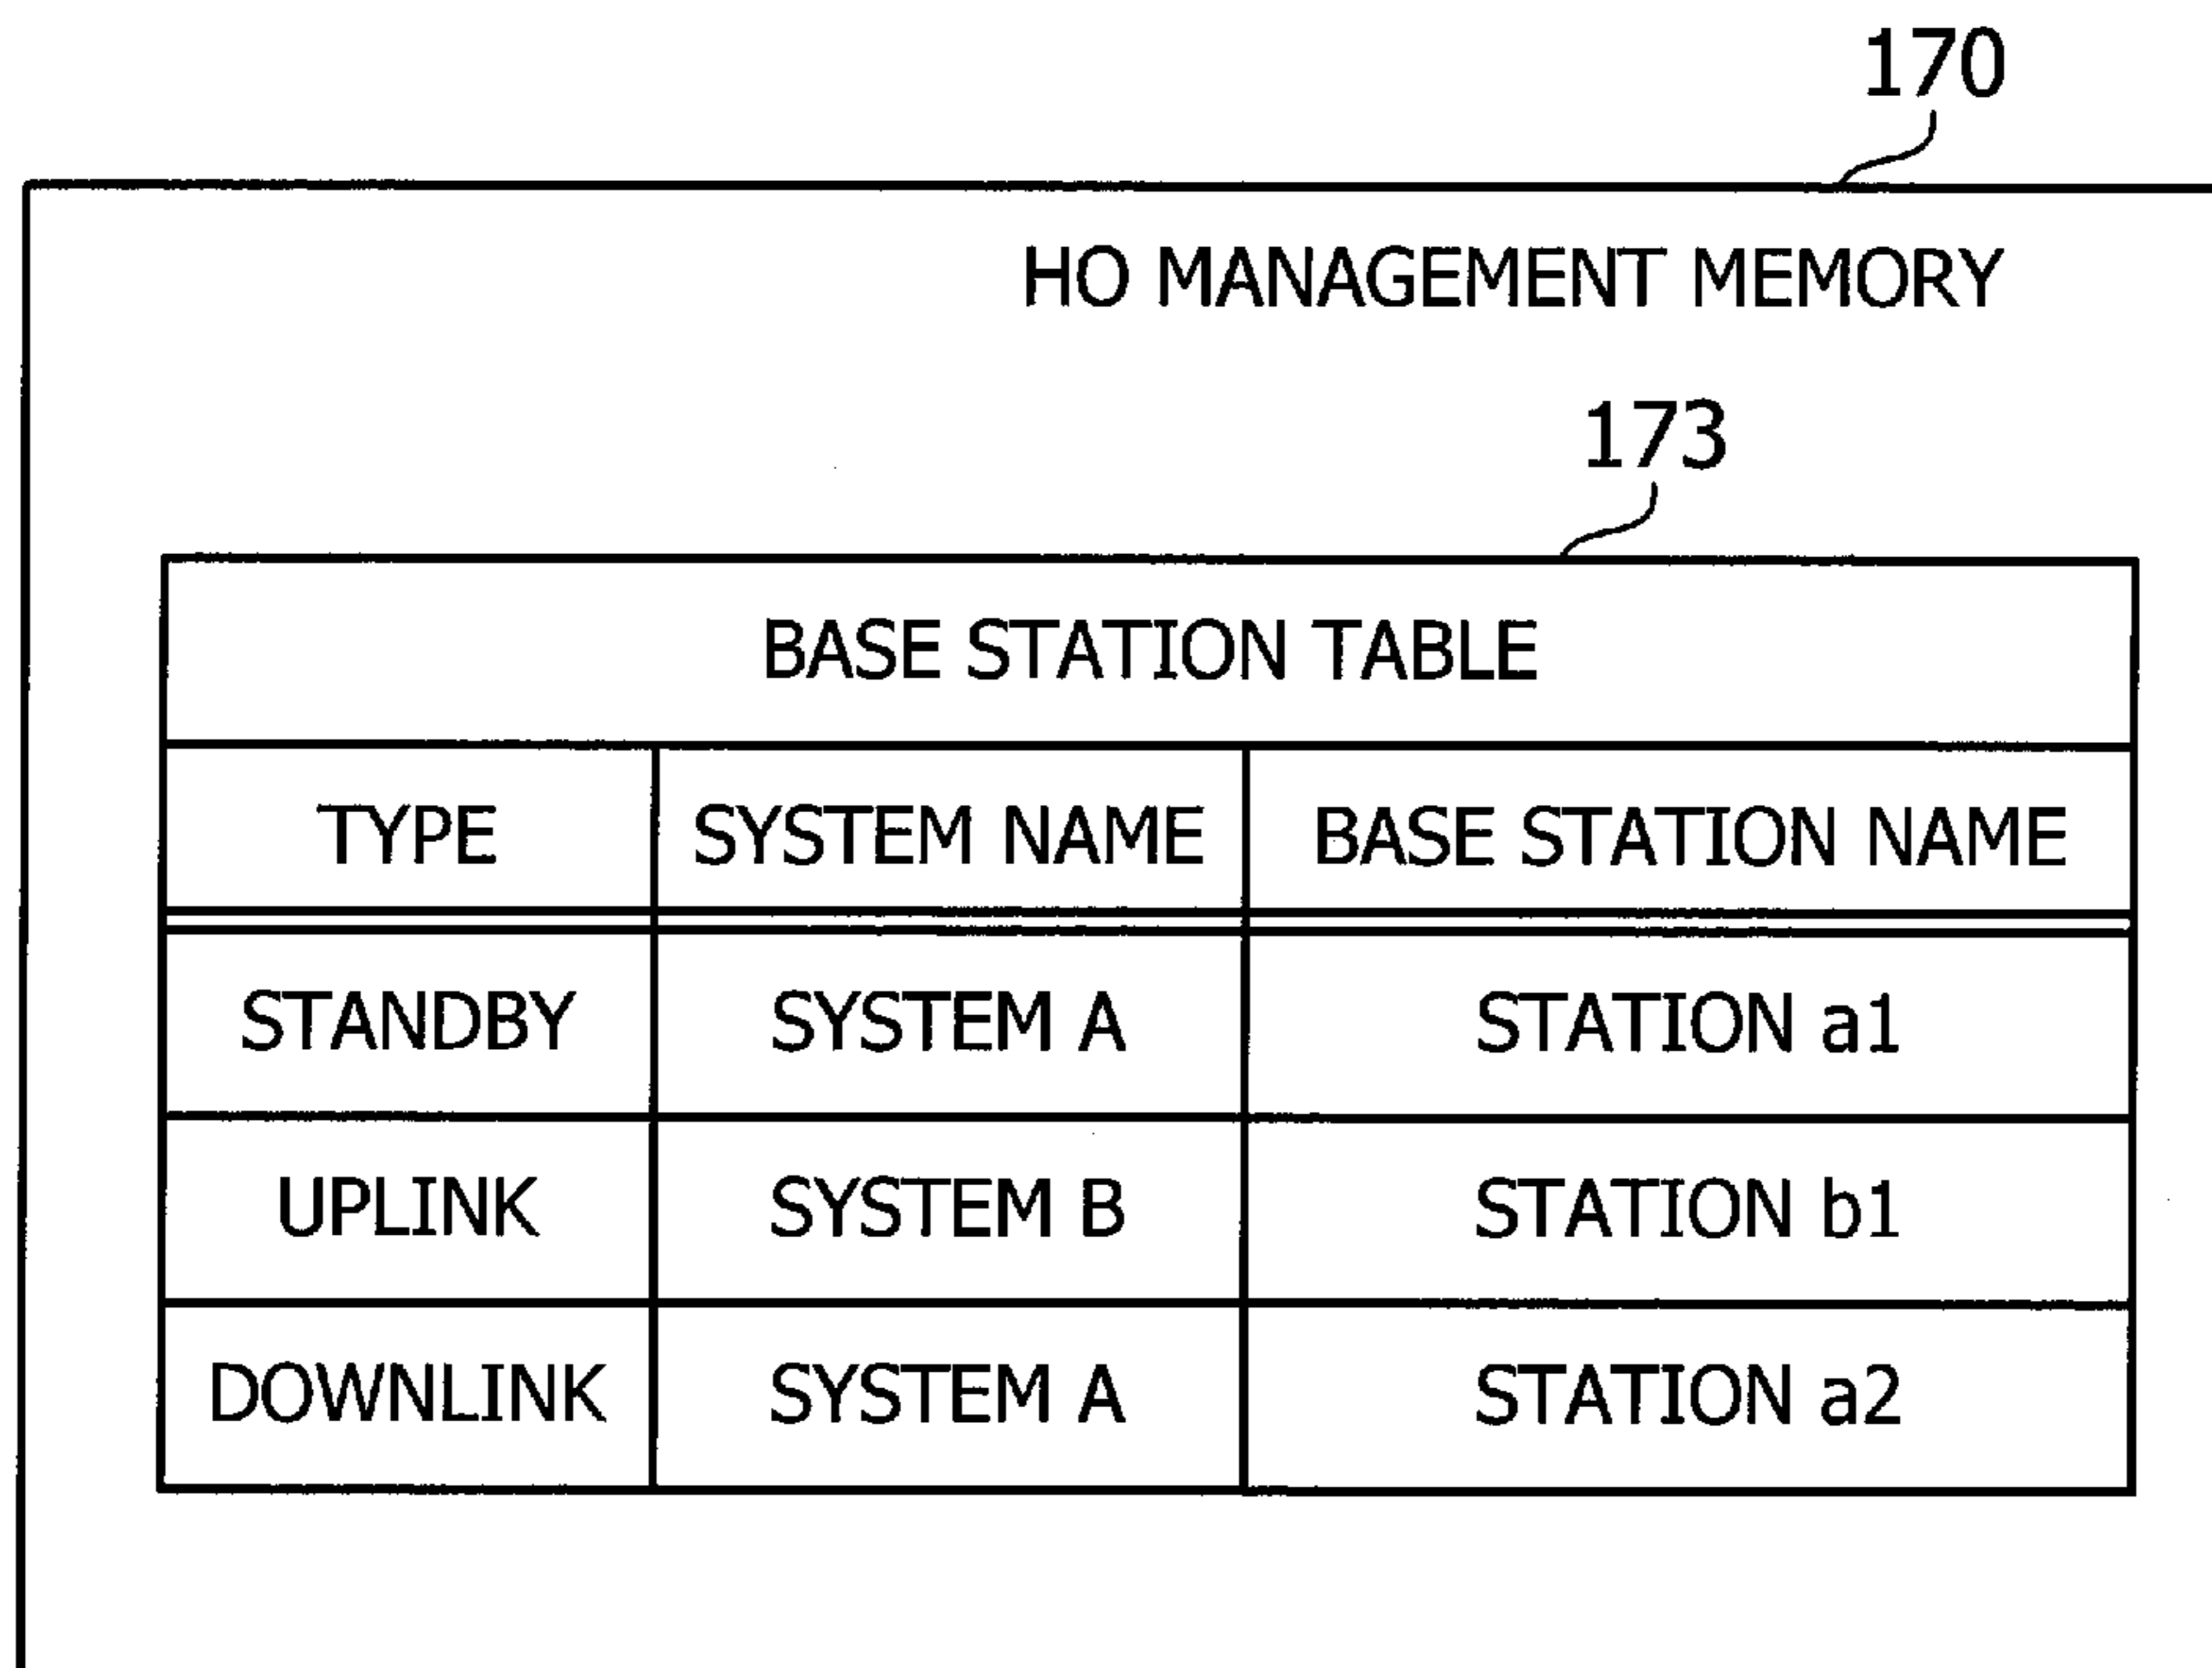 170
HO MANAGEMENT MEMORY
173
BASE STATION TABLE
TYPE SYSTEM NAME BASE STATION NAME
STANDBY SYSTEM A STATION a1
UPLINK SYSTEM B STATION b1
DOWNLINK SYSTEM A STATION a2